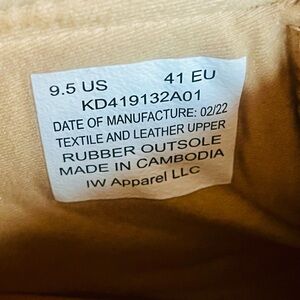 9.5 US 41 EU
KD419132A01
DATE OF MANUFACTURE: 02/22
TEXTILE AND LEATHER UPPER
RUBBER OUTSOLE
MADE IN CAMBODIA
IW Apparel LLC